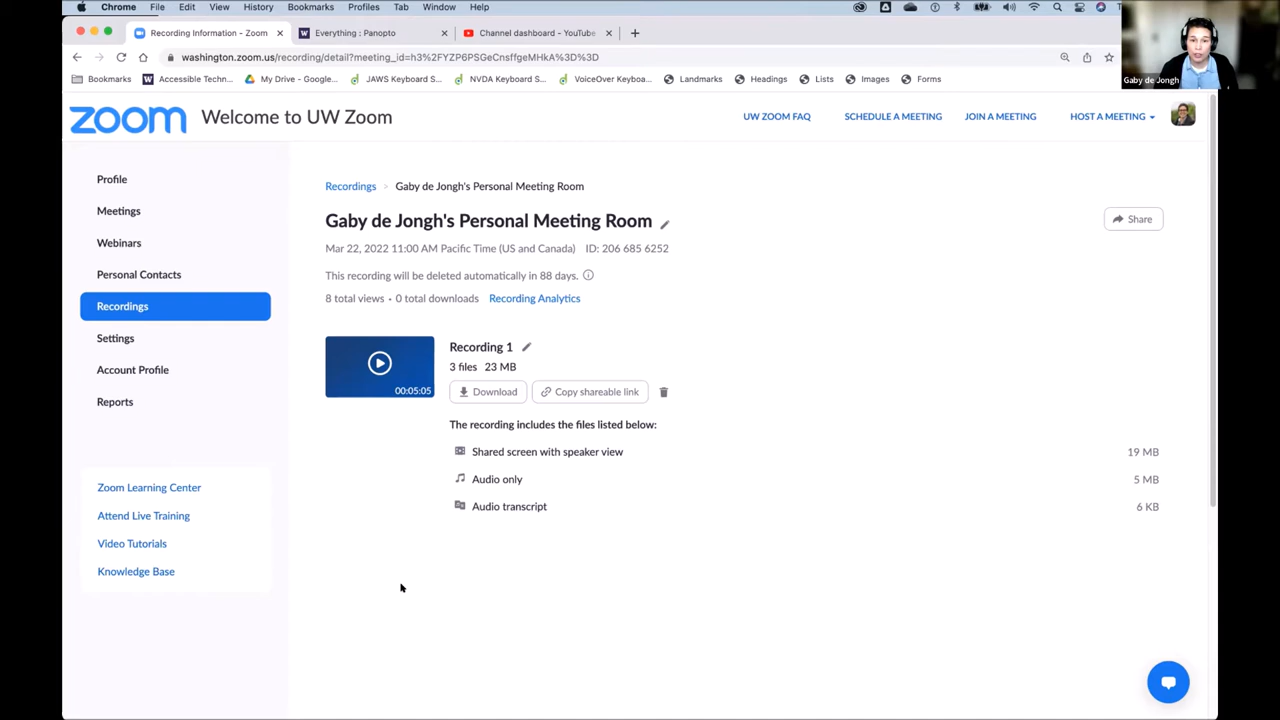 Chrome File Edit View History Bookmarks Profiles Tab Window Help
Recording Information - Zoom Everything : Panopto Channel dashboard - YouTube
washington.zoom.us/recording/detail?meeting_id=h3%2FYZP6PSGeCnsffgeMHkA%3D%3D
Bookmarks Accessible Techn... My Drive - Google... JAWS Keyboard S... NVDA Keyboard S... VoiceOver Keyboa... Landmarks Headings Lists Images Forms
Gaby de Jongh
zoom Welcome to UW Zoom UW ZOOM FAQ SCHEDULE A MEETING JOIN A MEETING HOST A MEETING
Profile
Meetings
Webinars
Personal Contacts
Recordings
Settings
Account Profile
Reports
Zoom Learning Center
Attend Live Training
Video Tutorials
Knowledge Base
Recordings > Gaby de Jongh's Personal Meeting Room
Gaby de Jongh's Personal Meeting Room
Share
Mar 22, 2022 11:00 AM Pacific Time (US and Canada) ID: 206 685 6252
This recording will be deleted automatically in 88 days.
8 total views • 0 total downloads Recording Analytics
00:05:05
Recording 1
3 files 23 MB
Download Copy shareable link
The recording includes the files listed below:
Shared screen with speaker view 19 MB
Audio only 5 MB
Audio transcript 6 KB